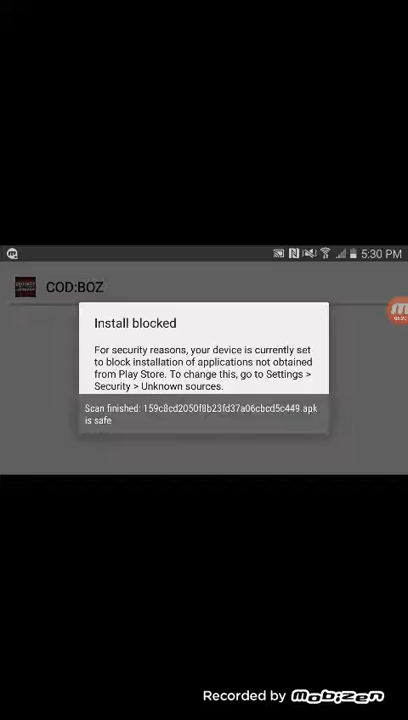 5:30 PM
COD:BOZ
Install blocked
For security reasons, your device is currently set
to block installation of applications not obtained
from Play Store. To change this, go to Settings >
Security > Unknown sources.
Scan finished: 159c8cd2050f8b23fd37a06cbcd5c449.apk
is safe
Recorded by mobizen